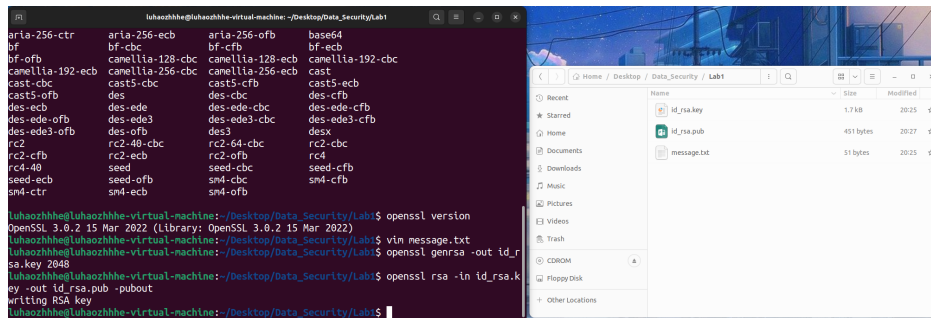 luhaozhhhe@luhaozhhhe-virtual-machine: ~/Desktop/Data_Security/Lab1
aria-256-ctr aria-256-ecb aria-256-ofb base64
bf bf-cbc bf-cfb bf-ecb
bf-ofb camellia-128-cbc camellia-128-ecb camellia-192-cbc
camellia-192-ecb camellia-256-cbc camellia-256-ecb cast
cast-cbc cast5-cbc cast5-cfb cast5-ecb
cast5-ofb des des-cbc des-cfb
des-ecb des-ede des-ede-cbc des-ede-cfb
des-ede-ofb des-ede3 des-ede3-cbc des-ede3-cfb
des-ede3-ofb des-ofb des3 desx
rc2 rc2-40-cbc rc2-64-cbc rc2-cbc
rc2-cfb rc2-ecb rc2-ofb rc4
rc4-40 seed seed-cbc seed-cfb
seed-ecb seed-ofb sm4-cbc sm4-cfb
sm4-ctr sm4-ecb sm4-ofb
luhaozhhhe@luhaozhhhe-virtual-machine:~/Desktop/Data_Security/Lab1$ openssl version
OpenSSL 3.0.2 15 Mar 2022 (Library: OpenSSL 3.0.2 15 Mar 2022)
luhaozhhhe@luhaozhhhe-virtual-machine:~/Desktop/Data_Security/Lab1$ vim message.txt
luhaozhhhe@luhaozhhhe-virtual-machine:~/Desktop/Data_Security/Lab1$ openssl genrsa -out id_r
sa.key 2048
luhaozhhhe@luhaozhhhe-virtual-machine:~/Desktop/Data_Security/Lab1$ openssl rsa -in id_rsa.k
ey -out id_rsa.pub -pubout
writing RSA key
luhaozhhhe@luhaozhhhe-virtual-machine:~/Desktop/Data_Security/Lab1$
Home / Desktop / Data_Security / Lab1
Recent
Starred
Home
Documents
Downloads
Music
Pictures
Videos
Trash
CDROM
Floppy Disk
+ Other Locations
Name Size Modified
id_rsa.key 1.7 kB 20:25
id_rsa.pub 451 bytes 20:27
message.txt 51 bytes 20:25